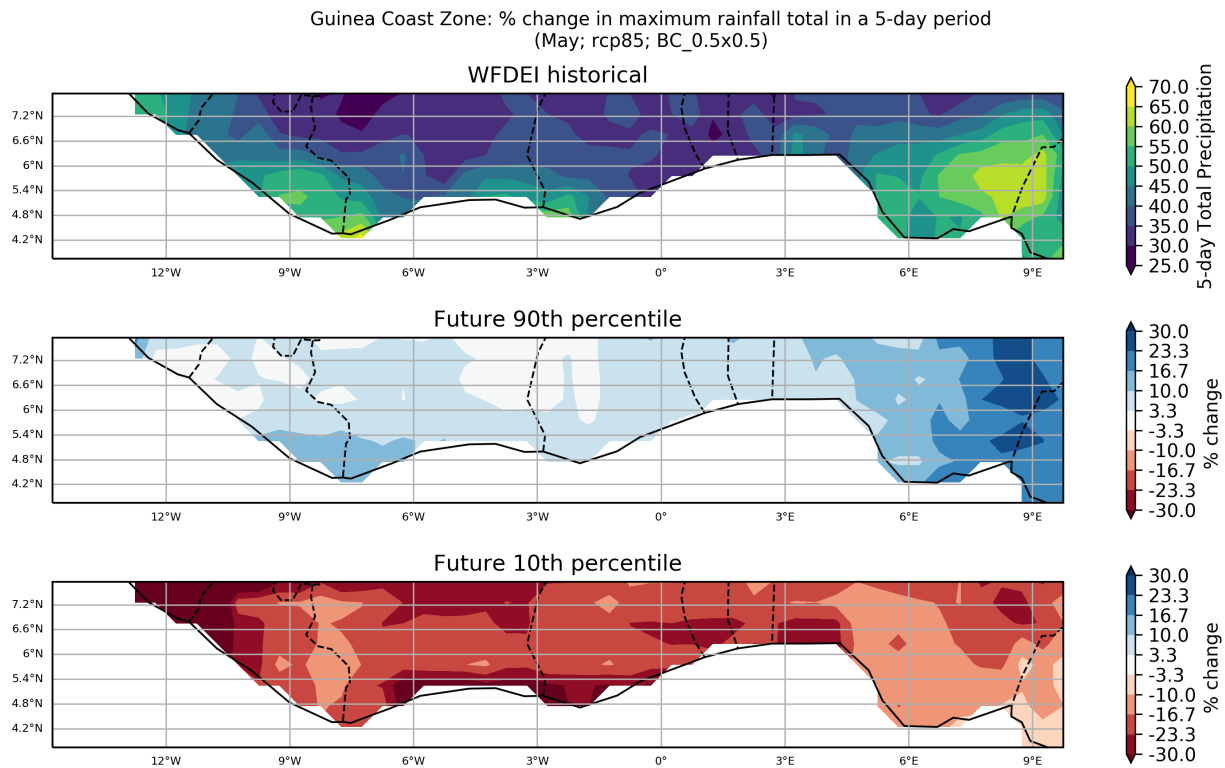 Guinea Coast Zone: % change in maximum rainfall total in a 5-day period
(May; rcp85; BC_0.5x0.5)
WFDEI historical
7.2°N
6.6°N
6°N
5.4°N
4.8°N
4.2°N
12°W 9°W 6°W 3°W 0° 3°E 6°E 9°E
70.0
65.0
60.0
55.0
50.0
45.0
40.0
35.0
30.0
25.0
5-day Total Precipitation
Future 90th percentile
7.2°N
6.6°N
6°N
5.4°N
4.8°N
4.2°N
12°W 9°W 6°W 3°W 0° 3°E 6°E 9°E
30.0
23.3
16.7
10.0
3.3
-3.3
-10.0
-16.7
-23.3
-30.0
% change
Future 10th percentile
7.2°N
6.6°N
6°N
5.4°N
4.8°N
4.2°N
12°W 9°W 6°W 3°W 0° 3°E 6°E 9°E
30.0
23.3
16.7
10.0
3.3
-3.3
-10.0
-16.7
-23.3
-30.0
% change